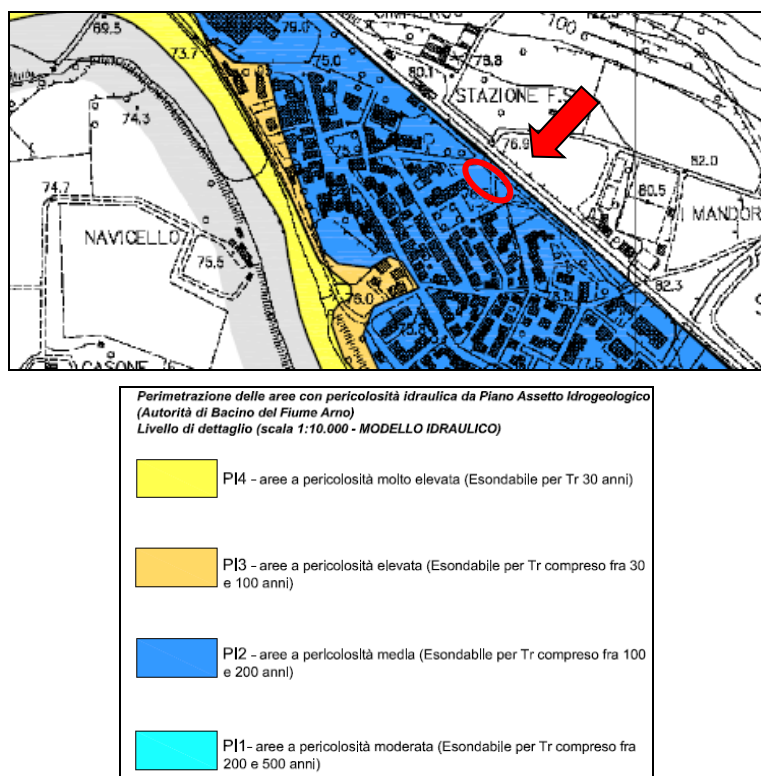 69.5
73.7
79.0
75.0
80.1
78.8
100
STAZIONE F.S
74.3
76.9
82.0
74.7
80.5
I MANDOR
NAVICELLO
75.5
76.0
82.3
77.5
CASONE
Perimetrazione delle aree con pericolosità idraulica da Piano Assetto Idrogeologico
(Autorità di Bacino del Fiume Arno)
Livello di dettaglio (scala 1:10.000 - MODELLO IDRAULICO)
PI4 - aree a pericolosità molto elevata (Esondabile per Tr 30 anni)
PI3 - aree a pericolosità elevata (Esondabile per Tr compreso fra 30
e 100 anni)
PI2 - aree a pericolosità media (Esondabile per Tr compreso fra 100
e 200 anni)
PI1- aree a pericolosità moderata (Esondabile per Tr compreso fra
200 e 500 anni)